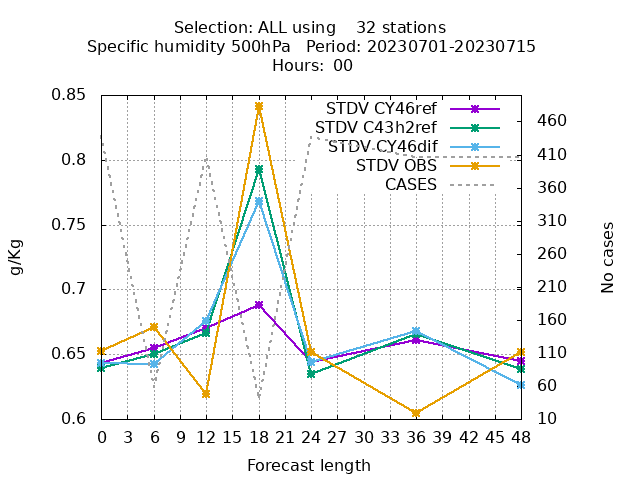 Selection: ALL using    32 stations
Specific humidity 500hPa   Period: 20230701-20230715
Hours:  00
0.85
0.8
0.75
0.7
0.65
0.6
g/Kg
STDV CY46ref
STDV C43h2ref
STDV CY46dif
STDV OBS
CASES
460
410
360
310
260
210
160
110
60
10
No cases
0 3 6 9 12 15 18 21 24 27 30 33 36 39 42 45 48
Forecast length